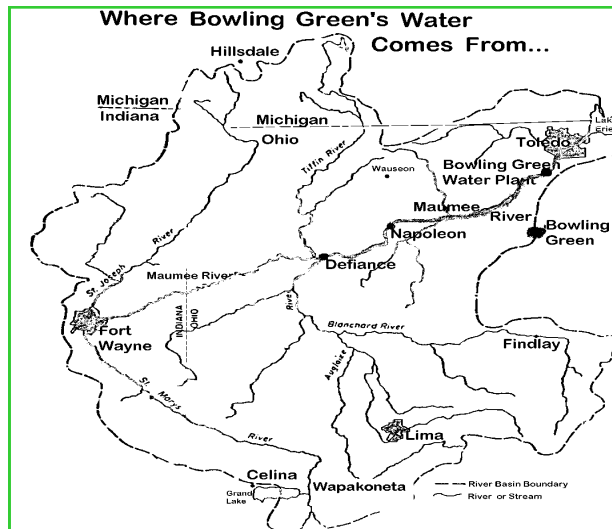 Where Bowling Green's Water
Comes From...
Hillsdale
Michigan
Indiana
Michigan
Ohio
Lake
Erie
Toledo
Tiffin River
Wauseon
Bowling Green
Water Plant
Maumee
River
Napoleon
Bowling
Green
Defiance
St. Joseph River
Maumee River
INDIANA
OHIO
River
Fort
Wayne
Blanchard River
Findlay
Auglaize
St. Marys
River
Lima
Celina
Grand
Lake
Wapakoneta
River Basin Boundary
River or Stream